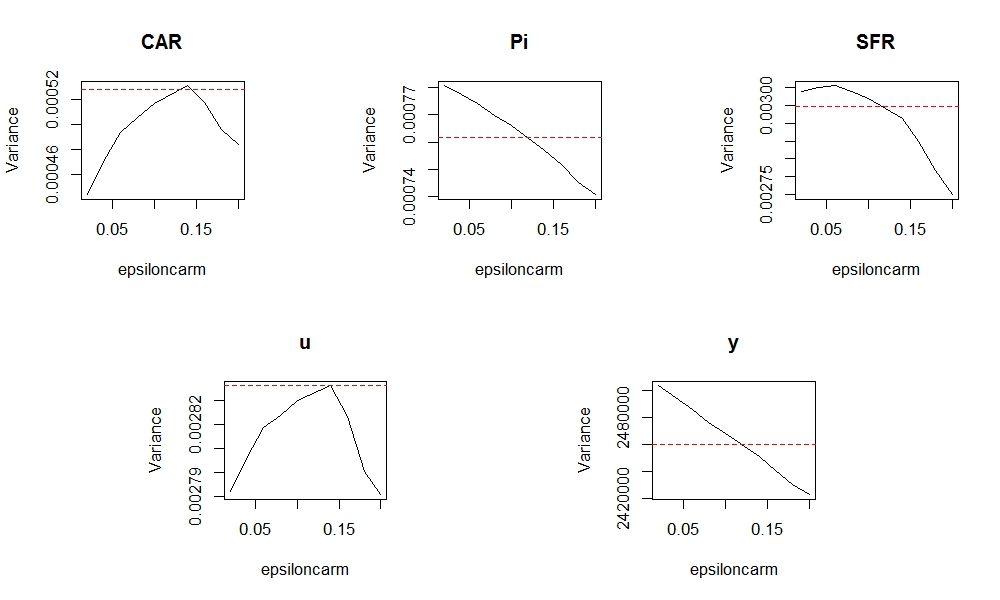 CAR
Variance
0.00046
0.00052
0.05
0.15
epsiloncarm
Pi
Variance
0.00074
0.00077
0.05
0.15
epsiloncarm
SFR
Variance
0.00275
0.00300
0.05
0.15
epsiloncarm
u
Variance
0.00279
0.00282
0.05
0.15
epsiloncarm
y
Variance
2420000
2480000
0.05
0.15
epsiloncarm